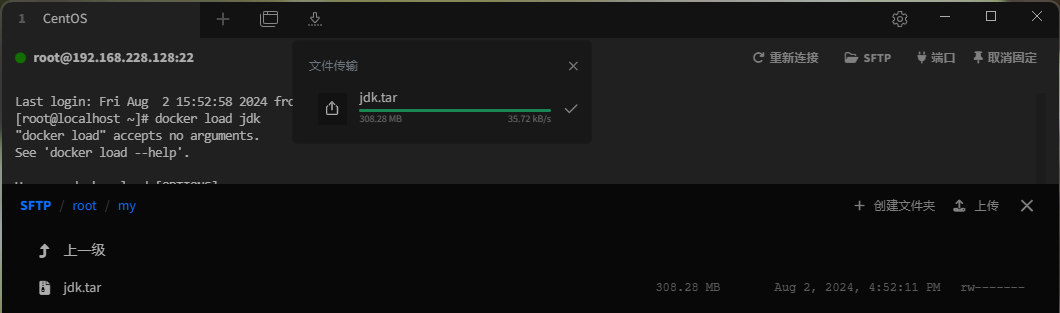 1 CentOS
root@192.168.228.128:22
重新连接 SFTP 端口 取消固定
文件传输
jdk.tar
308.28 MB 35.72 kB/s
Last login: Fri Aug  2 15:52:58 2024 fro
[root@localhost ~]# docker load jdk
"docker load" accepts no arguments.
See 'docker load --help'.
SFTP / root / my
创建文件夹 上传
上一级
jdk.tar 308.28 MB Aug 2, 2024, 4:52:11 PM rw-------